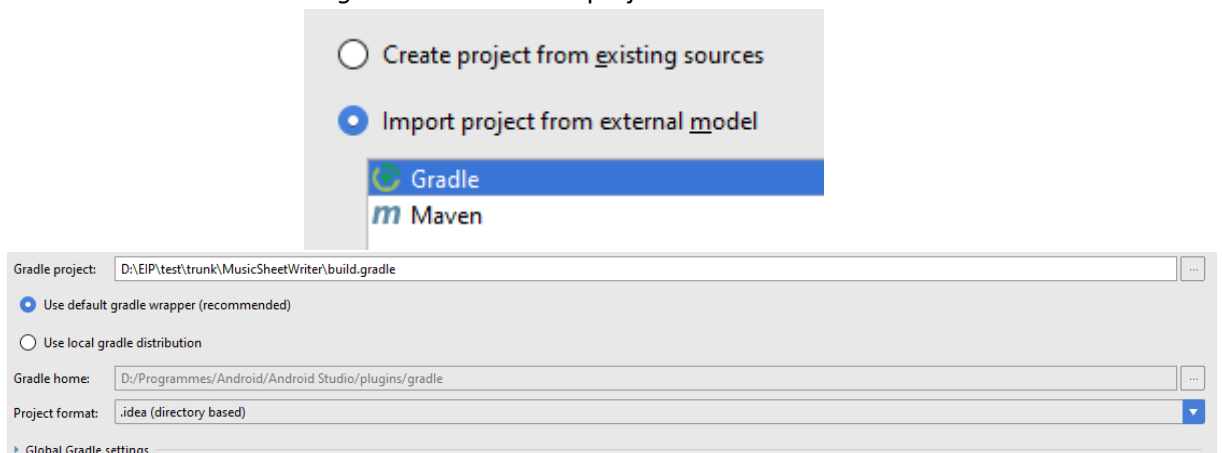 Create project from existing sources
Import project from external model
Gradle
Maven
Gradle project: D:\EIP\test\trunk\MusicSheetWriter\build.gradle ...
Use default gradle wrapper (recommended)
Use local gradle distribution
Gradle home: D:/Programmes/Android/Android Studio/plugins/gradle ...
Project format: .idea (directory based)
Global Gradle settings